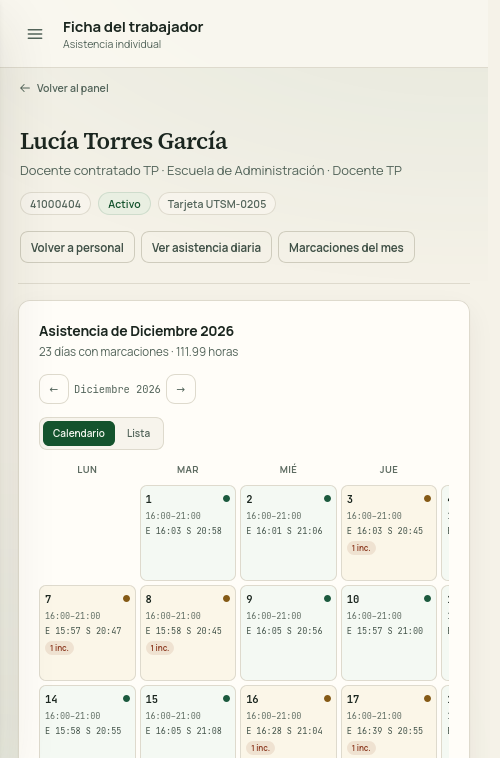 Ficha del trabajador
Asistencia individual
← Volver al panel
Lucía Torres García
Docente contratado TP · Escuela de Administración · Docente TP
41000404 Activo Tarjeta UTSM-0205
Volver a personal Ver asistencia diaria Marcaciones del mes
Asistencia de Diciembre 2026
23 días con marcaciones · 111.99 horas
← Diciembre 2026 →
Calendario Lista
LUN MAR MIÉ JUE
1 2 3
16:00–21:00 16:00–21:00 16:00–21:00
E 16:03 S 20:58 E 16:01 S 21:06 E 16:03 S 20:45
1 inc.
7 8 9 10
16:00–21:00 16:00–21:00 16:00–21:00 16:00–21:00
E 15:57 S 20:47 E 15:58 S 20:45 E 16:05 S 20:56 E 15:57 S 21:00
1 inc. 1 inc.
14 15 16 17
16:00–21:00 16:00–21:00 16:00–21:00 16:00–21:00
E 15:58 S 20:55 E 16:05 S 21:08 E 16:28 S 21:04 E 16:39 S 20:55
1 inc. 1 inc.